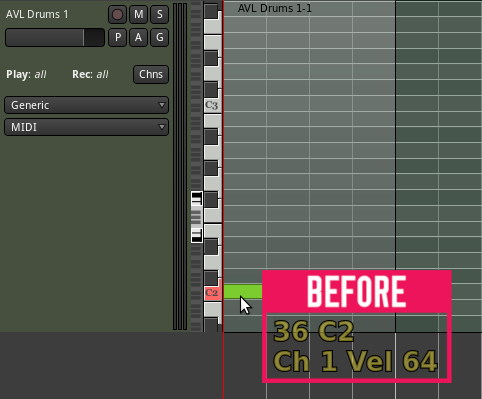 AVL Drums 1
M S
P A G
Play: all Rec: all Chns
Generic
MIDI
C3
C2
AVL Drums 1-1
BEFORE
36 C2
Ch 1 Vel 64